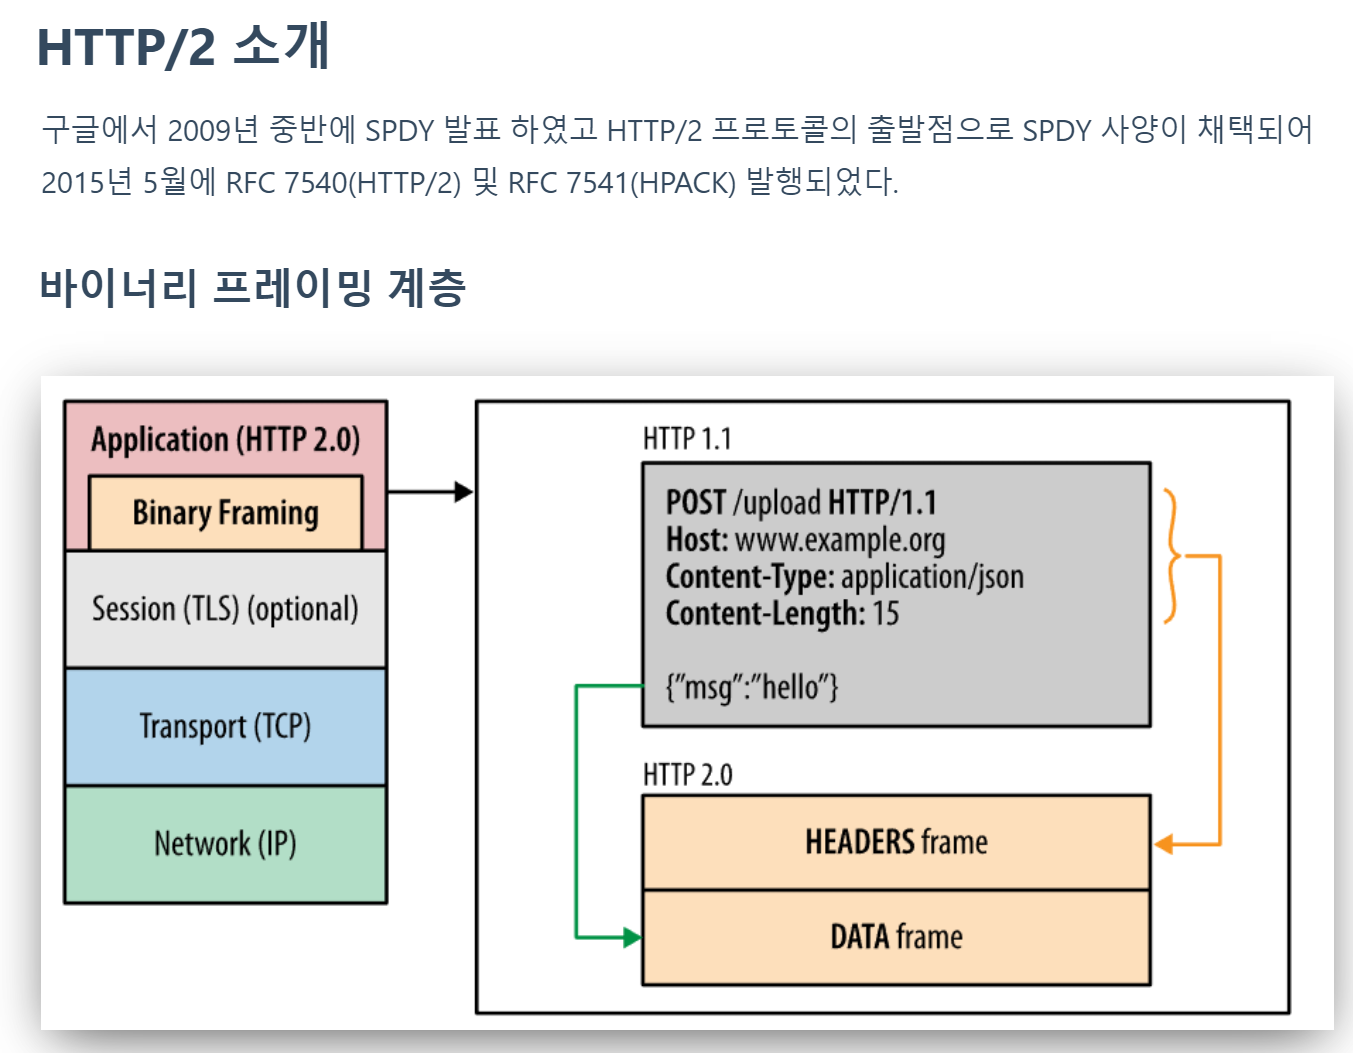 HTTP/2 소개
구글에서 2009년 중반에 SPDY 발표 하였고 HTTP/2 프로토콜의 출발점으로 SPDY 사양이 채택되어
2015년 5월에 RFC 7540(HTTP/2) 및 RFC 7541(HPACK) 발행되었다.
바이너리 프레이밍 계층
Application (HTTP 2.0)
Binary Framing
Session (TLS) (optional)
Transport (TCP)
Network (IP)
HTTP 1.1
POST /upload HTTP/1.1
Host: www.example.org
Content-Type: application/json
Content-Length: 15
{”msg”:”hello”}
HTTP 2.0
HEADERS frame
DATA frame